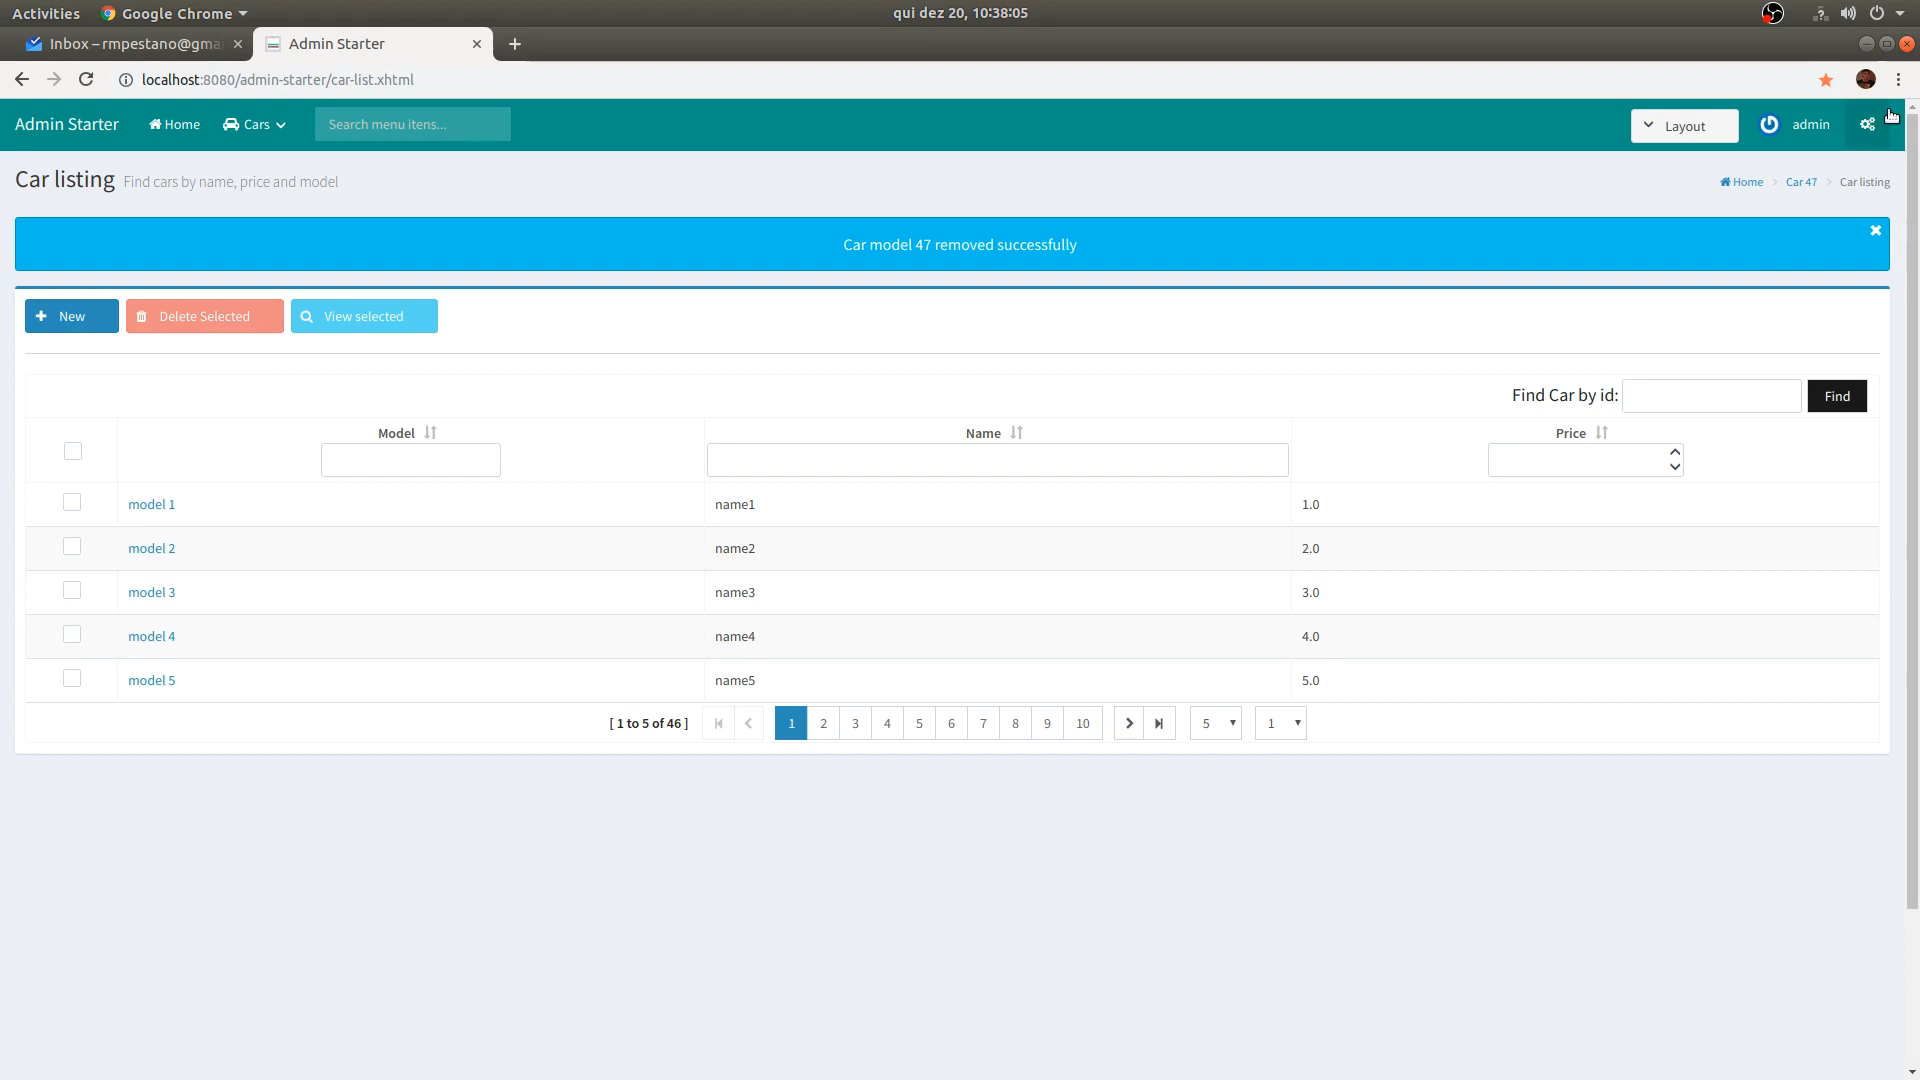 Activities Google Chrome qui dez 20, 10:38:05
Inbox – rmpestano@gma Admin Starter
localhost:8080/admin-starter/car-list.xhtml
Admin Starter Home Cars Search menu itens... Layout admin
Car listing Find cars by name, price and model Home Car 47 Car listing
Car model 47 removed successfully
New Delete Selected View selected
Find Car by id: Find
Model Name Price
model 1 name1 1.0
model 2 name2 2.0
model 3 name3 3.0
model 4 name4 4.0
model 5 name5 5.0
[ 1 to 5 of 46 ] 1 2 3 4 5 6 7 8 9 10 5 1